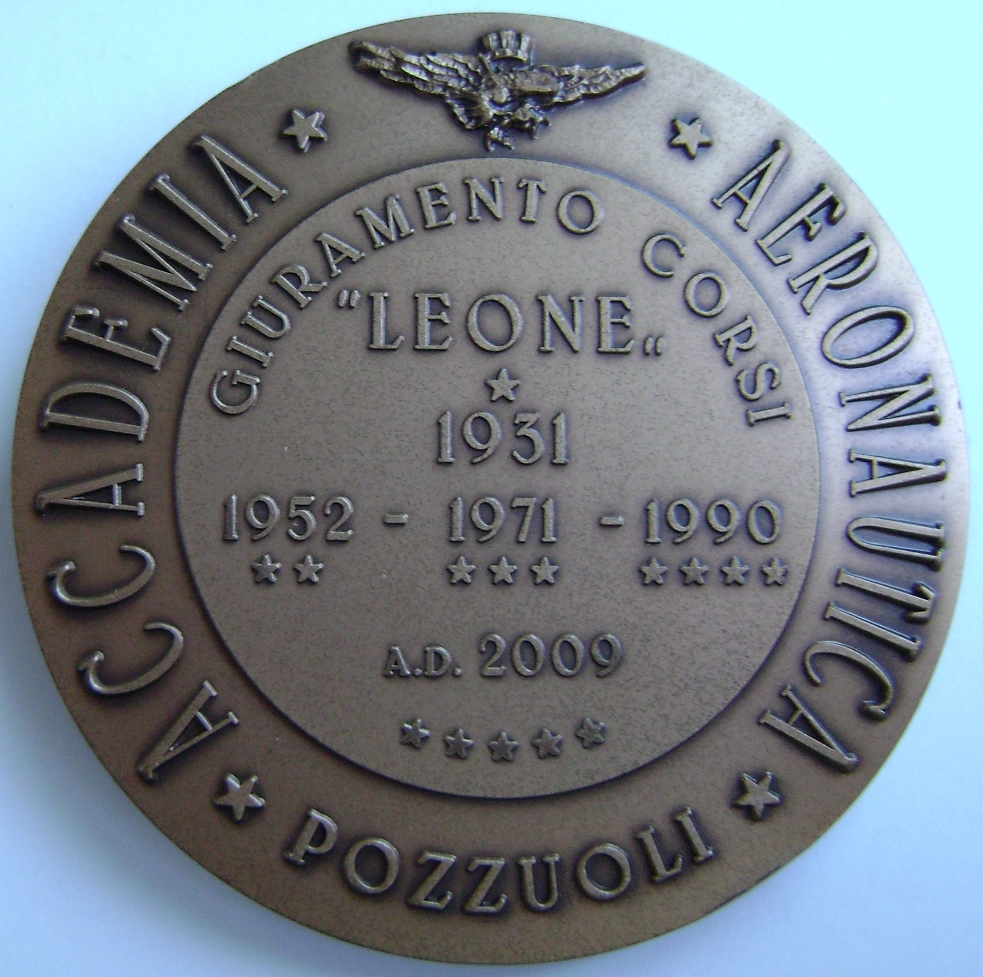 ACCADEMIA AERONAUTICA
POZZUOLI
GIURAMENTO CORSI
"LEONE„
1931
1952 - 1971 - 1990
A.D. 2009